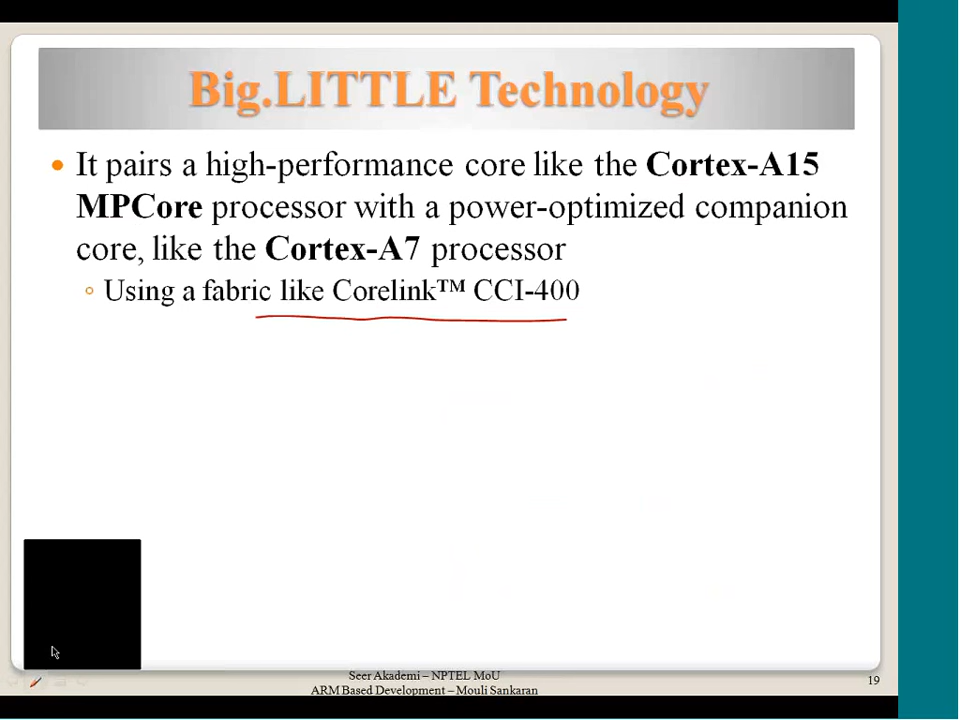 Big.LITTLE Technology
• It pairs a high-performance core like the Cortex-A15
MPCore processor with a power-optimized companion
core, like the Cortex-A7 processor
◦ Using a fabric like Corelink™ CCI-400
Seer Akademi – NPTEL MoU
ARM Based Development – Mouli Sankaran
19